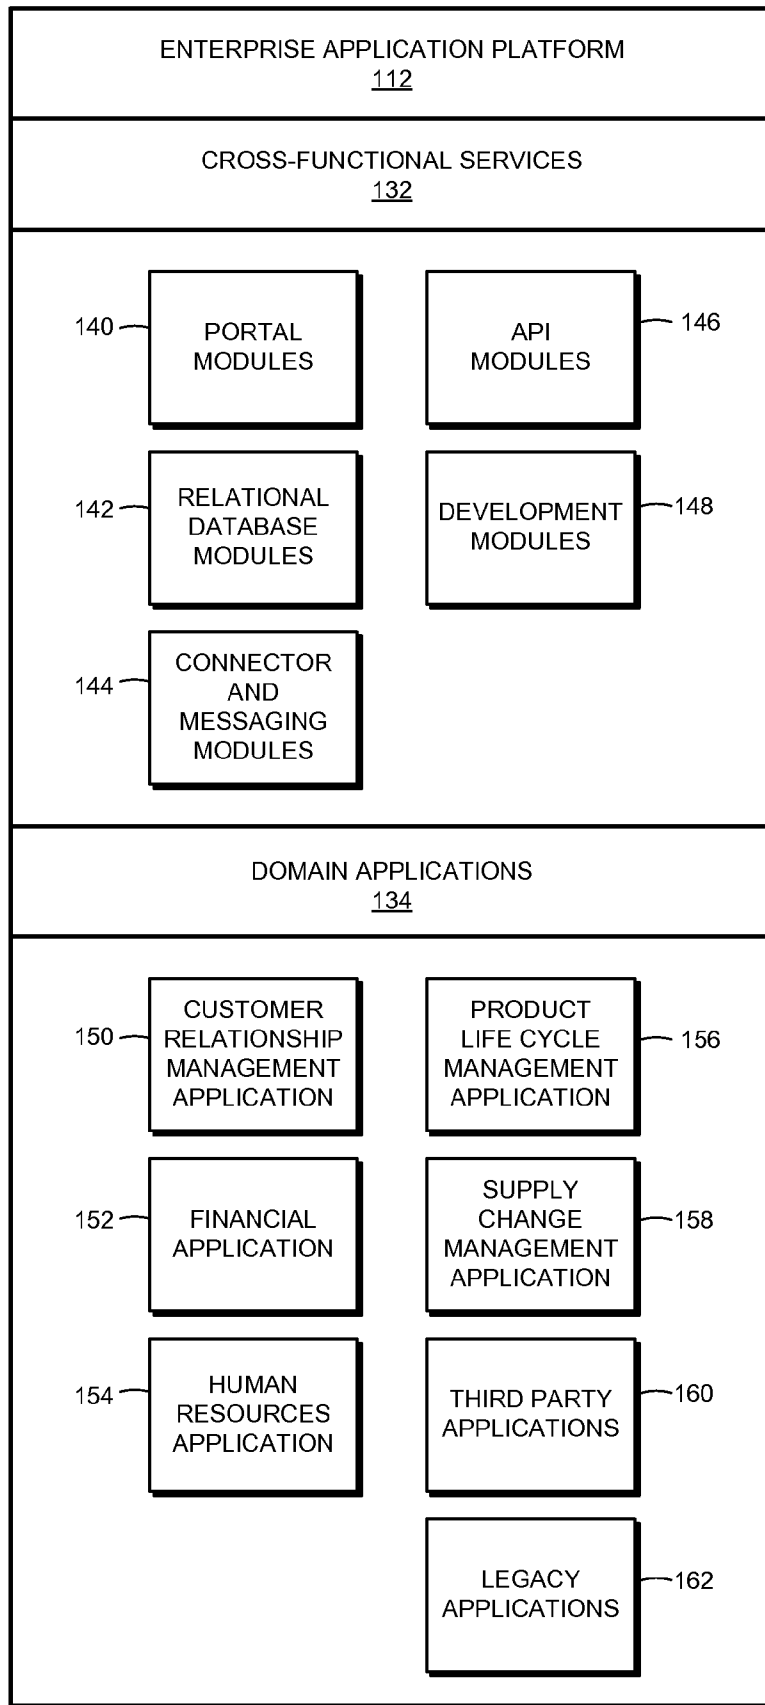 ENTERPRISE APPLICATION PLATFORM
112
CROSS-FUNCTIONAL SERVICES
132
140
PORTAL
MODULES
API
MODULES
146
142
RELATIONAL
DATABASE
MODULES
DEVELOPMENT
MODULES
148
144
CONNECTOR
AND
MESSAGING
MODULES
DOMAIN APPLICATIONS
134
150
CUSTOMER
RELATIONSHIP
MANAGEMENT
APPLICATION
PRODUCT
LIFE CYCLE
MANAGEMENT
APPLICATION
156
152
FINANCIAL
APPLICATION
SUPPLY
CHANGE
MANAGEMENT
APPLICATION
158
154
HUMAN
RESOURCES
APPLICATION
THIRD PARTY
APPLICATIONS
160
LEGACY
APPLICATIONS
162